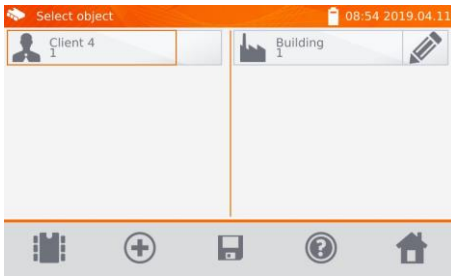 Select object
08:54 2019.04.11
Client 4
1
Building
1
?